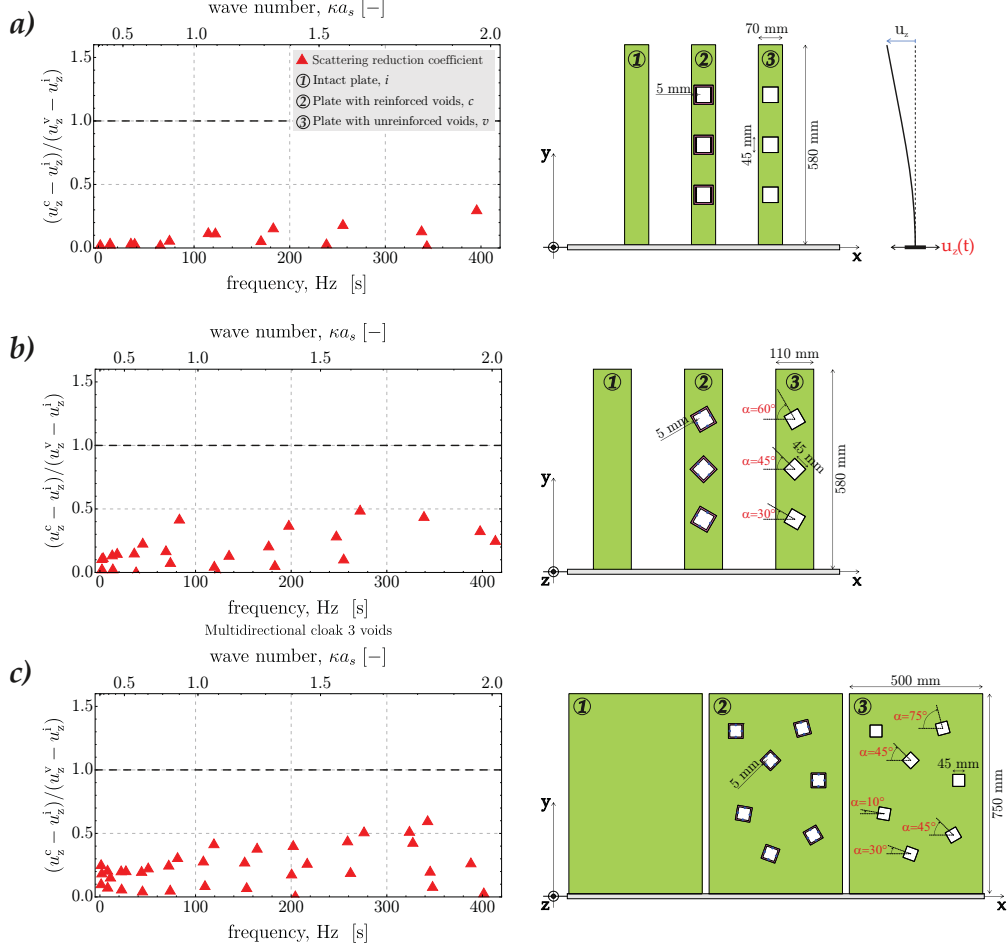 a)
wave number, κaₛ [−]
0.5 1.0 1.5 2.0
1.5
1.0
0.5
0.0
(u_z^c − u_z^i)/(u_z^v − u_z^i)
0 100 200 300 400
frequency, Hz [s]
Scattering reduction coefficient
① Intact plate, i
② Plate with reinforced voids, c
③ Plate with unreinforced voids, v
70 mm
① ② ③
5 mm
45 mm
580 mm
y
x
u_z
u_z(t)
b)
wave number, κaₛ [−]
0.5 1.0 1.5 2.0
1.5
1.0
0.5
0.0
(u_z^c − u_z^i)/(u_z^v − u_z^i)
0 100 200 300 400
frequency, Hz [s]
110 mm
① ② ③
5 mm
α=60°
α=45°
45 mm
α=30°
580 mm
y
z
x
Multidirectional cloak 3 voids
c)
wave number, κaₛ [−]
0.5 1.0 1.5 2.0
1.5
1.0
0.5
0.0
(u_z^c − u_z^i)/(u_z^v − u_z^i)
0 100 200 300 400
frequency, Hz [s]
500 mm
① ② ③
α=75°
α=45°
5 mm
45 mm
α=10°
α=45°
α=30°
750 mm
y
z
x